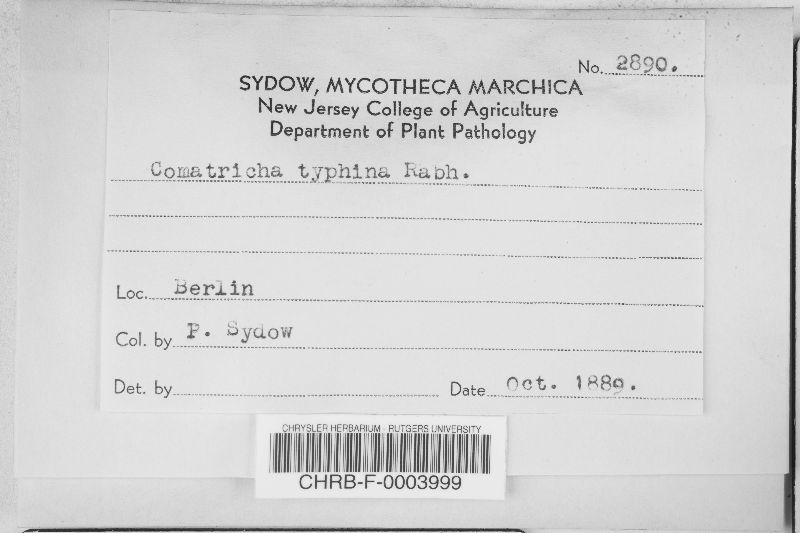 No. 2890.
SYDOW, MYCOTHECA MARCHICA
New Jersey College of Agriculture
Department of Plant Pathology
Comatricha typhina Rabh.
Loc. Berlin
Col. by P. Sydow
Det. by
Date Oct. 1889.
CHRYSLER HERBARIUM - RUTGERS UNIVERSITY
CHRB-F-0003999